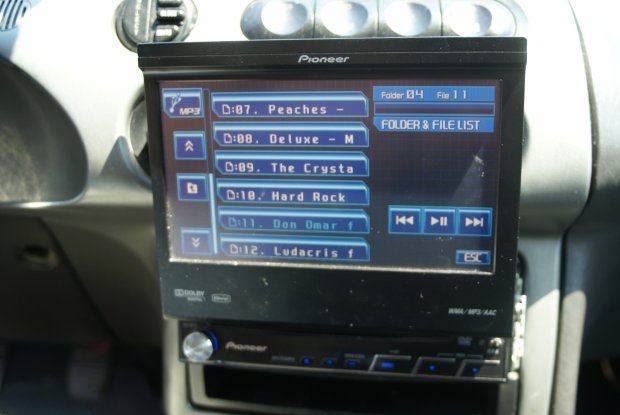 Pioneer
MP3
07. Peaches -
08. Deluxe - M
09. The Crysta
10. Hard Rock
11. Don Omar f
12. Ludacris f
Folder 04 File 11
FOLDER & FILE LIST
ESC
DOLBY
DIGITAL
WMA/MP3/AAC
Pioneer